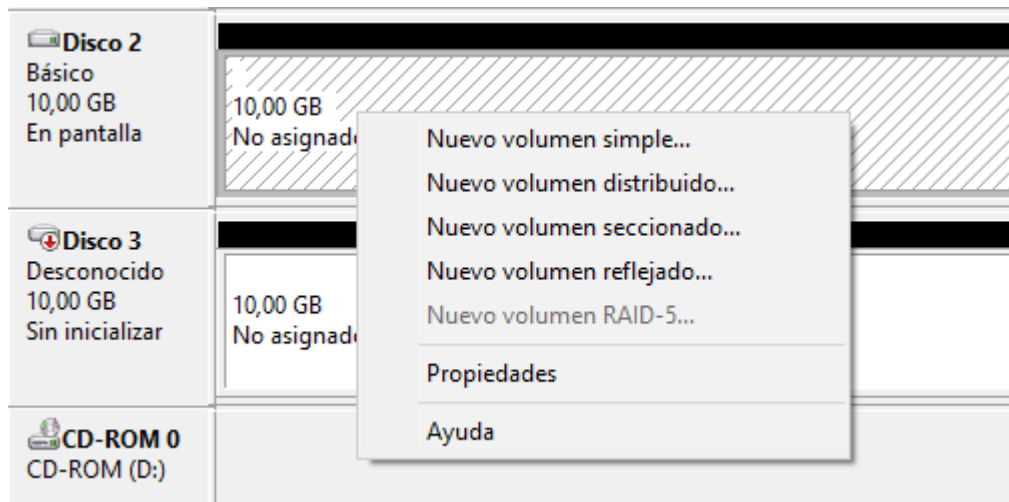 Disco 2
Básico
10,00 GB
En pantalla
10,00 GB
No asignado
Nuevo volumen simple...
Nuevo volumen distribuido...
Nuevo volumen seccionado...
Nuevo volumen reflejado...
Nuevo volumen RAID-5...
Propiedades
Ayuda
Disco 3
Desconocido
10,00 GB
Sin inicializar
10,00 GB
No asignad
CD-ROM 0
CD-ROM (D:)